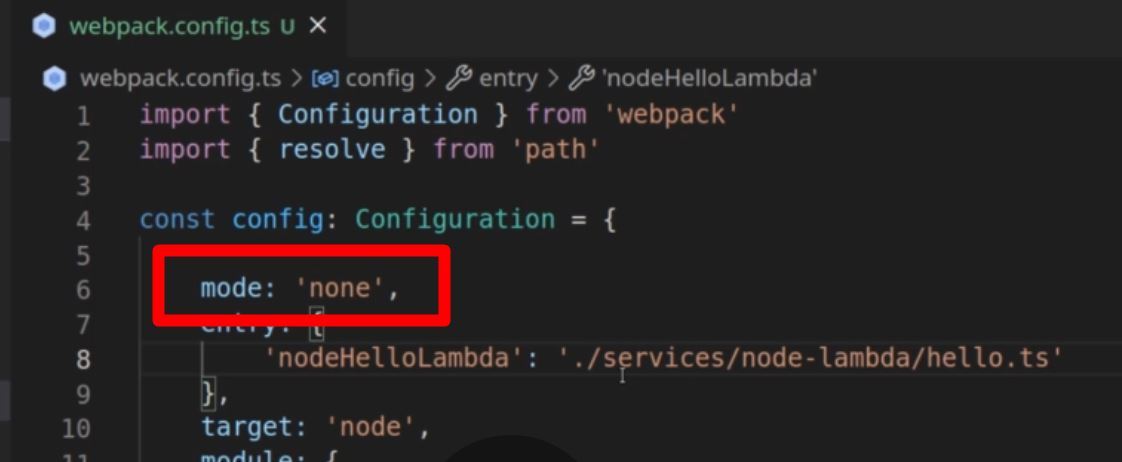 webpack.config.ts U ×
webpack.config.ts > config > entry > 'nodeHelloLambda'
1 import { Configuration } from 'webpack'
2 import { resolve } from 'path'
3
4 const config: Configuration = {
5
6 mode: 'none',
7 entry: {
8 'nodeHelloLambda': './services/node-lambda/hello.ts'
9 },
10 target: 'node',
11 module: {